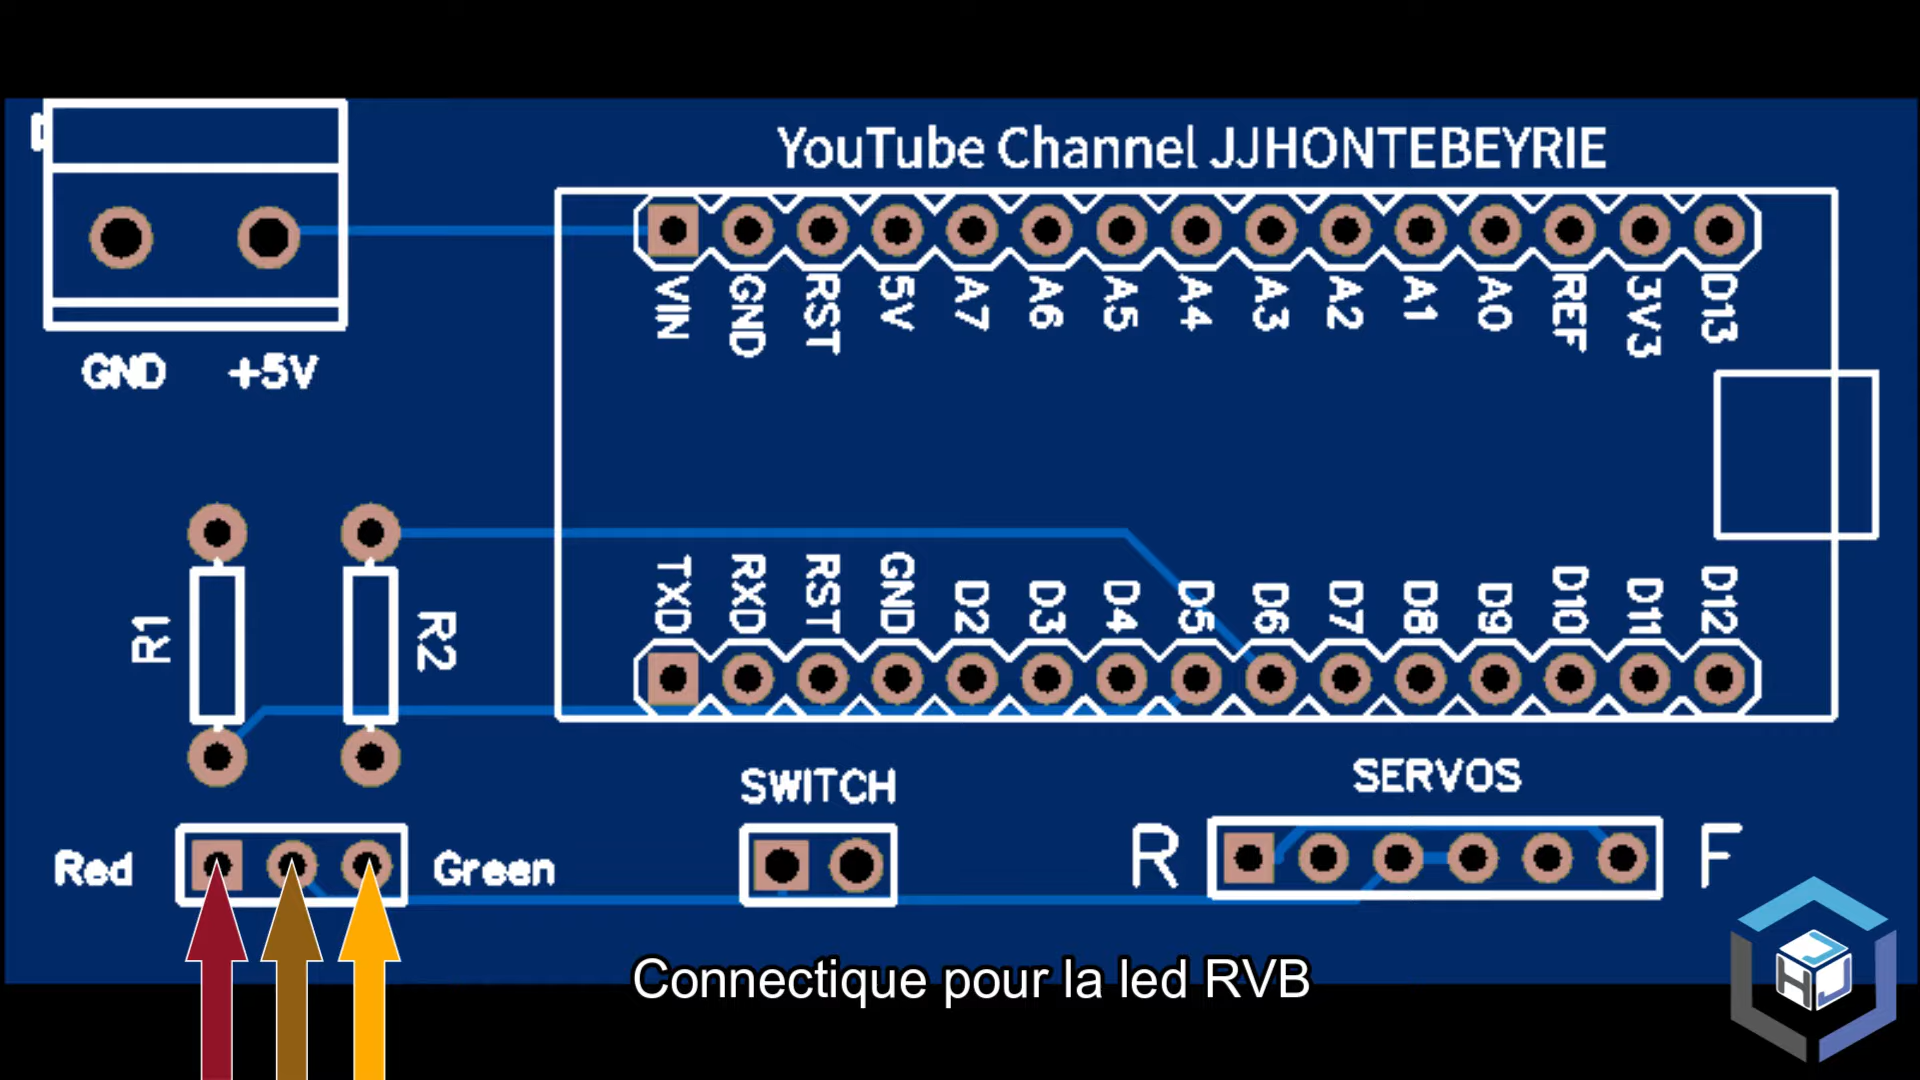 YouTube Channel JJHONTEBEYRIE
VIN GND RST 5V A7 A6 A5 A4 A3 A2 A1 A0 REF 3V3 D13
GND +5V
TXD RXD RST GND D2 D3 D4 D5 D6 D7 D8 D9 D10 D11 D12
R1 R2
SWITCH
SERVOS
Red Green
R F
Connectique pour la led RVB
HJJ